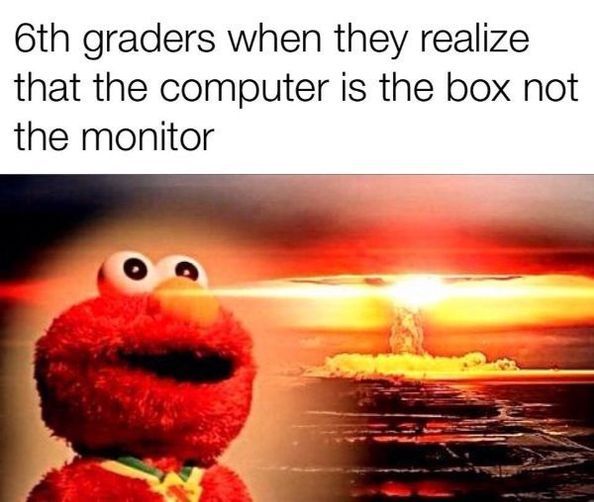 6th graders when they realize
that the computer is the box not
the monitor